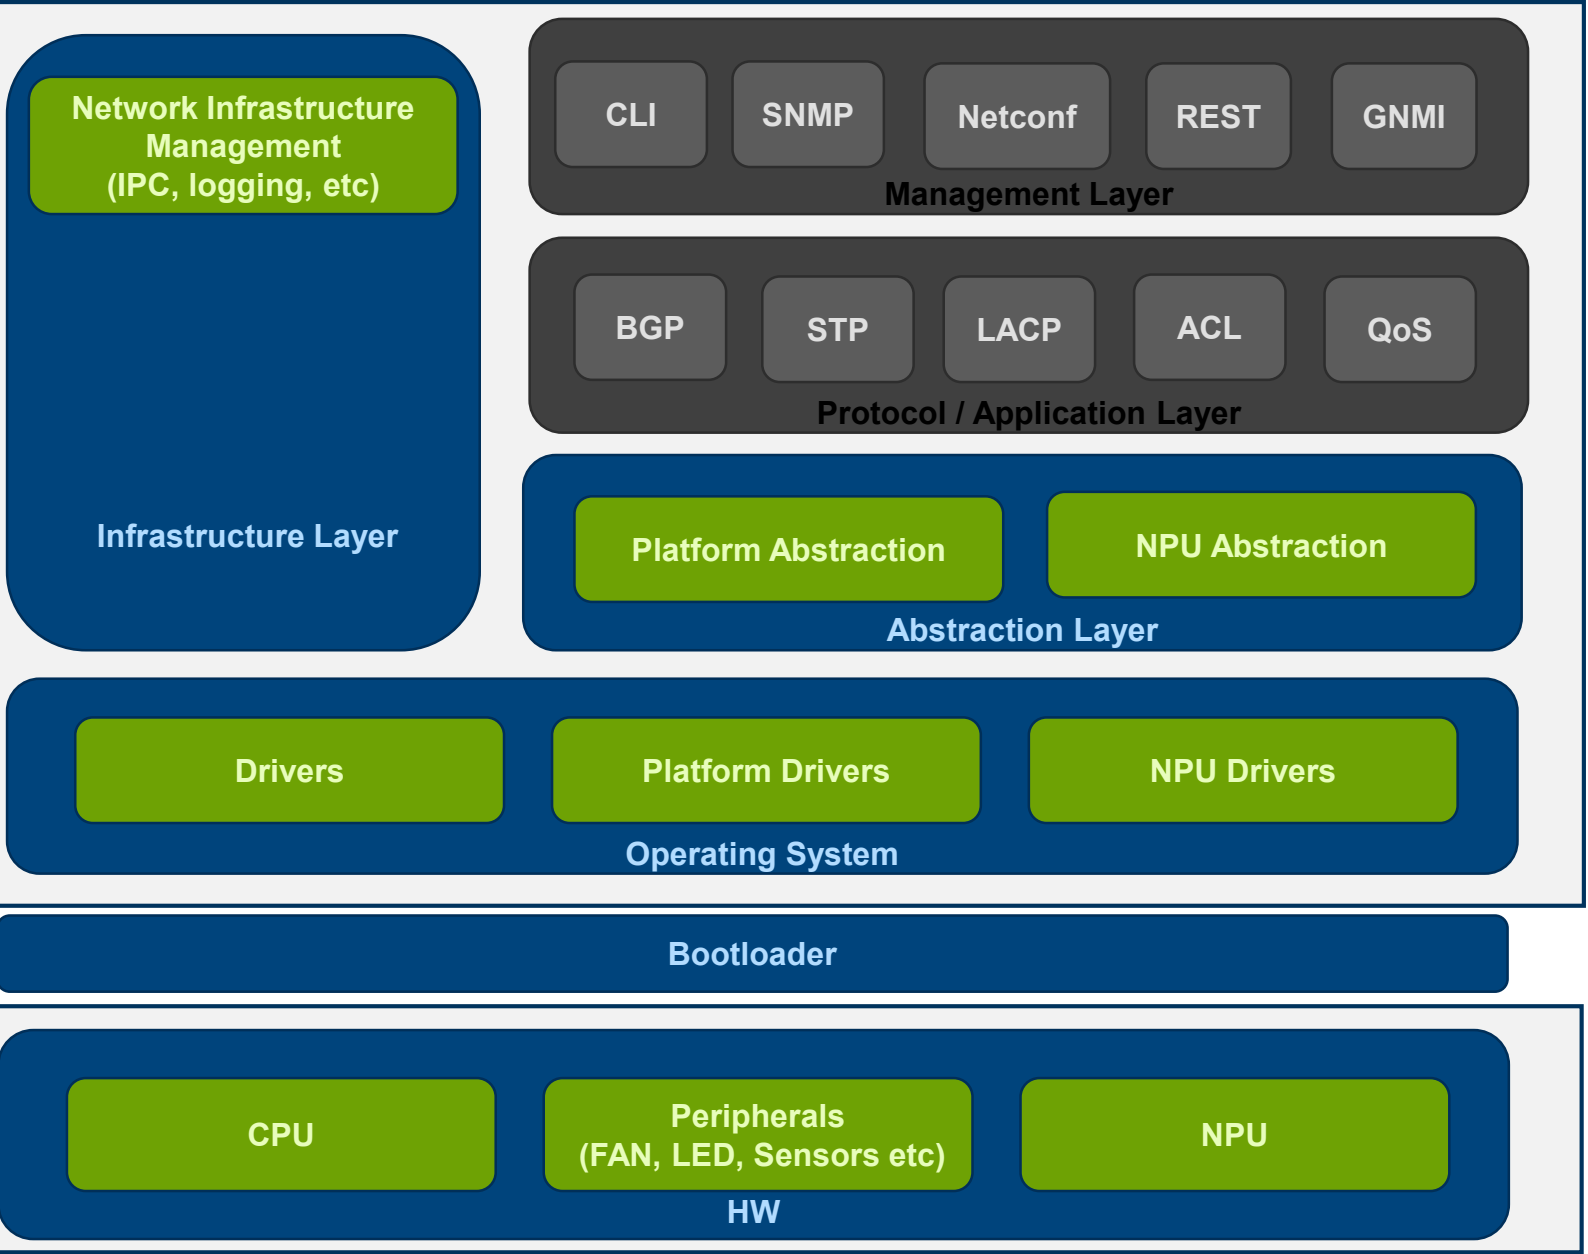 Network Infrastructure
Management
(IPC, logging, etc)
Infrastructure Layer
CLI
SNMP
Netconf
REST
GNMI
Management Layer
BGP
STP
LACP
ACL
QoS
Protocol / Application Layer
Platform Abstraction
NPU Abstraction
Abstraction Layer
Drivers
Platform Drivers
NPU Drivers
Operating System
Bootloader
CPU
Peripherals
(FAN, LED, Sensors etc)
NPU
HW